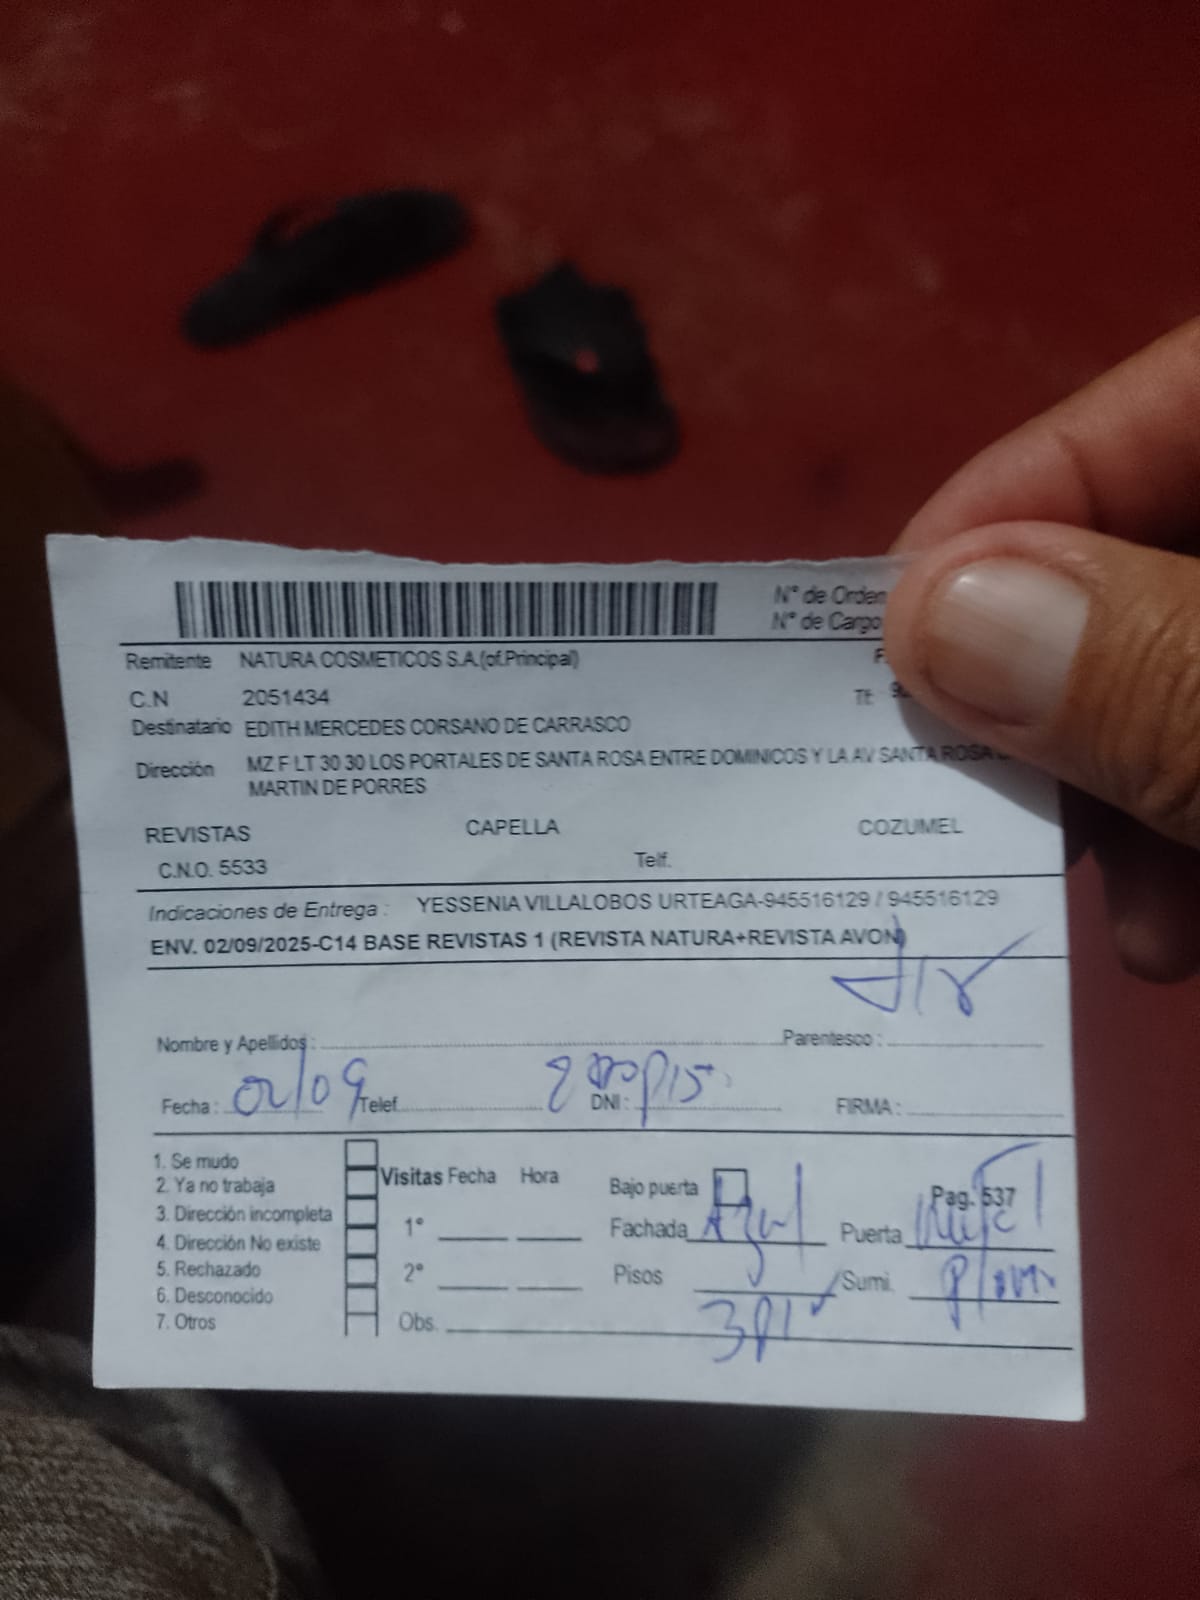 N° de Orden
N° de Cargo
Remitente NATURA COSMETICOS S.A.(of.Principal)
C.N 2051434 Tf:
Destinatario EDITH MERCEDES CORSANO DE CARRASCO
Dirección MZ F LT 30 30 LOS PORTALES DE SANTA ROSA ENTRE DOMINICOS Y LA AV SANTA ROSA
MARTIN DE PORRES
REVISTAS CAPELLA COZUMEL
C.N.O. 5533 Telf.
Indicaciones de Entrega : YESSENIA VILLALOBOS URTEAGA-945516129 / 945516129
ENV. 02/09/2025-C14 BASE REVISTAS 1 (REVISTA NATURA+REVISTA AVON)
Nombre y Apellidos : Parentesco :
Fecha : 02/09 Telef. DNI : FIRMA :
1. Se mudo
2. Ya no trabaja
3. Dirección incompleta
4. Dirección No existe
5. Rechazado
6. Desconocido
7. Otros
Visitas Fecha Hora
1°
2°
Obs.
Bajo puerta Pag. 537
Fachada Azul Puerta
Pisos Sumi.
3 pi